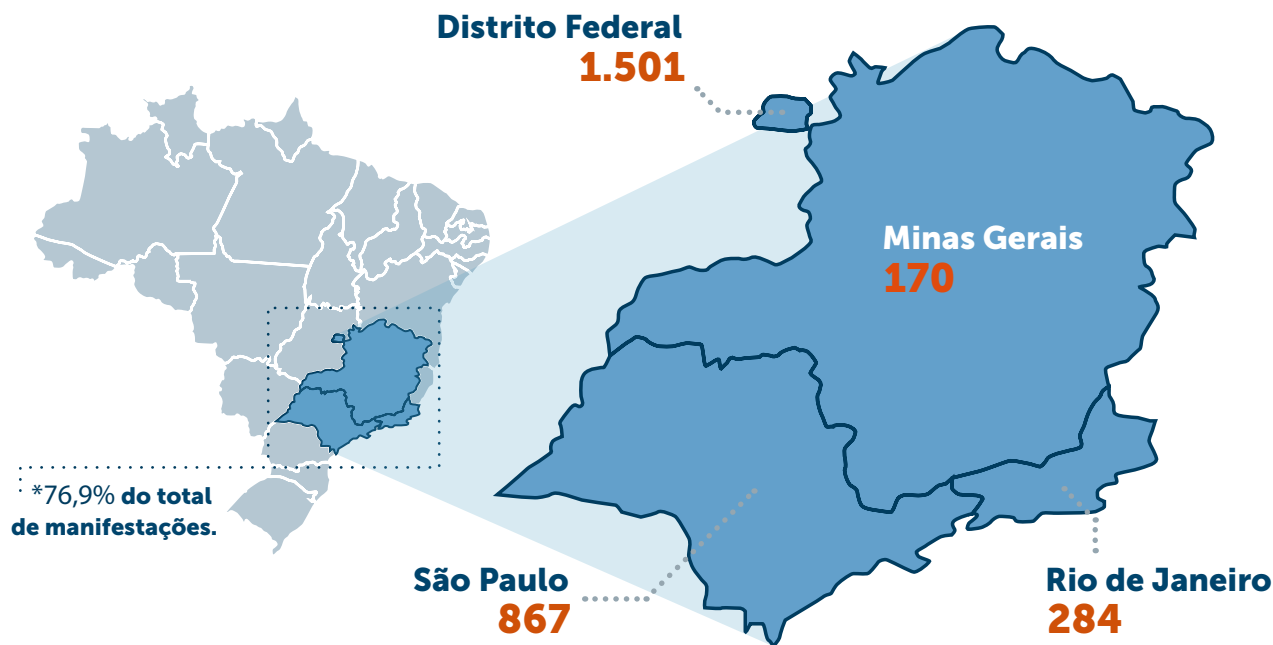 Distrito Federal
1.501
Minas Gerais
170
*76,9% do total
de manifestações.
São Paulo
867
Rio de Janeiro
284